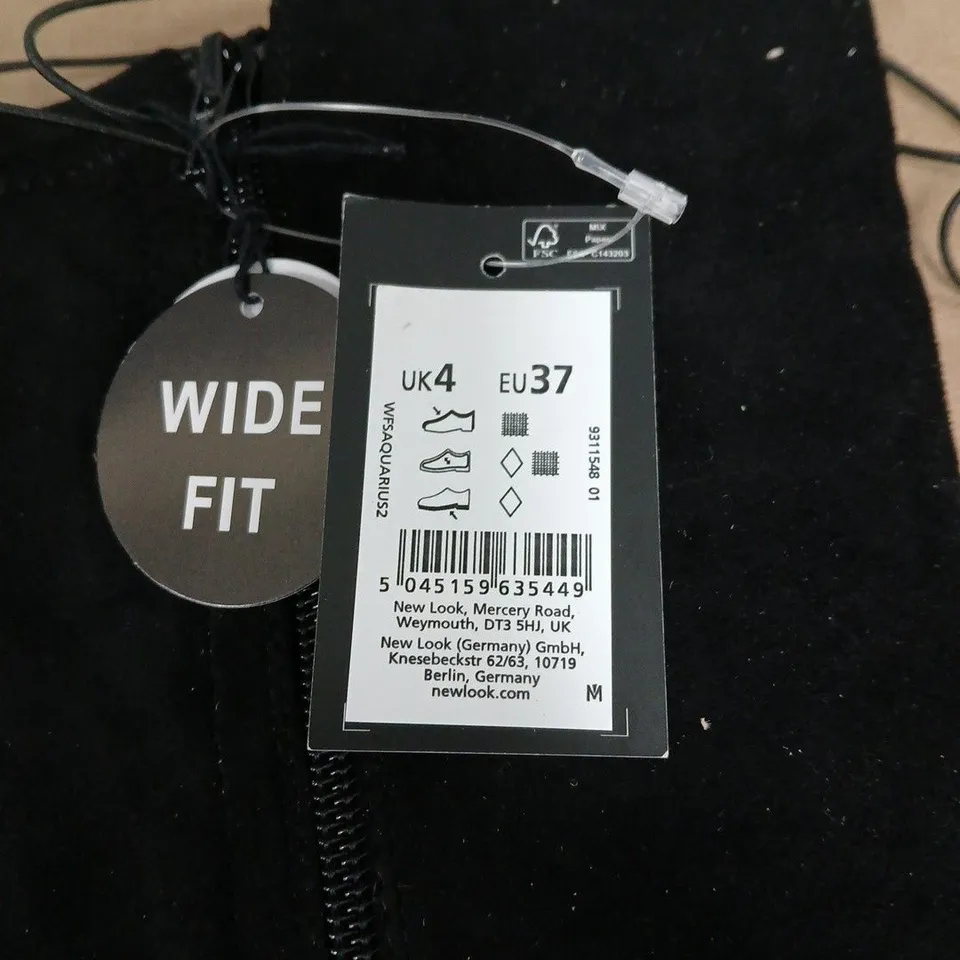 WIDE
FIT
MIX
Paper
FSC
C143203
UK4 EU37
WFSAQUARIUS2
9311548 01
5 045159 635449
New Look, Mercery Road,
Weymouth, DT3 5HJ, UK
New Look (Germany) GmbH,
Knesebeckstr 62/63, 10719
Berlin, Germany
newlook.com
M